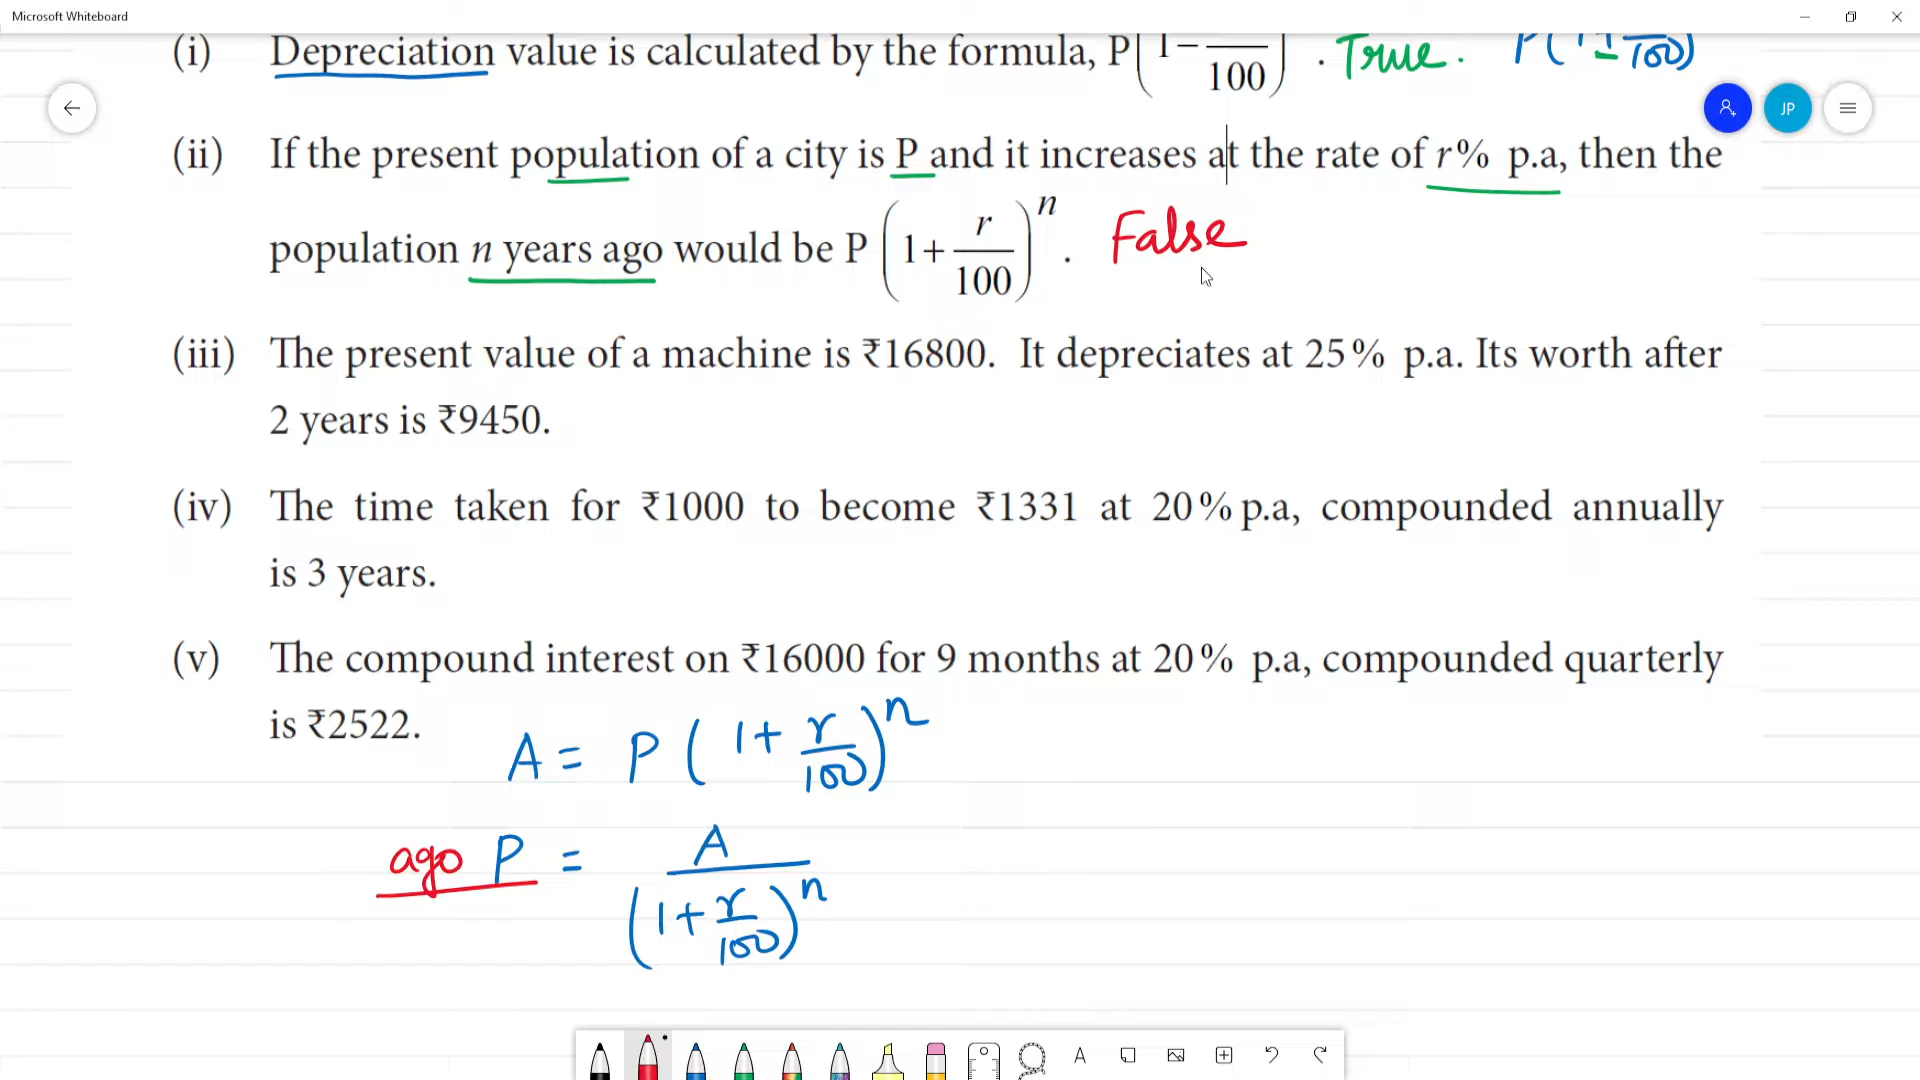 Microsoft Whiteboard
(i) Depreciation value is calculated by the formula, P(1 − —/100) . True. P(1 ± —/100)
JP
(ii) If the present population of a city is P and it increases at the rate of r% p.a, then the
population n years ago would be P (1 + r/100)^n . False
(iii) The present value of a machine is ₹16800. It depreciates at 25% p.a. Its worth after
2 years is ₹9450.
(iv) The time taken for ₹1000 to become ₹1331 at 20% p.a, compounded annually
is 3 years.
(v) The compound interest on ₹16000 for 9 months at 20% p.a, compounded quarterly
is ₹2522.
A = P (1 + r/100)^n
ago P = A/(1 + r/100)^n
A